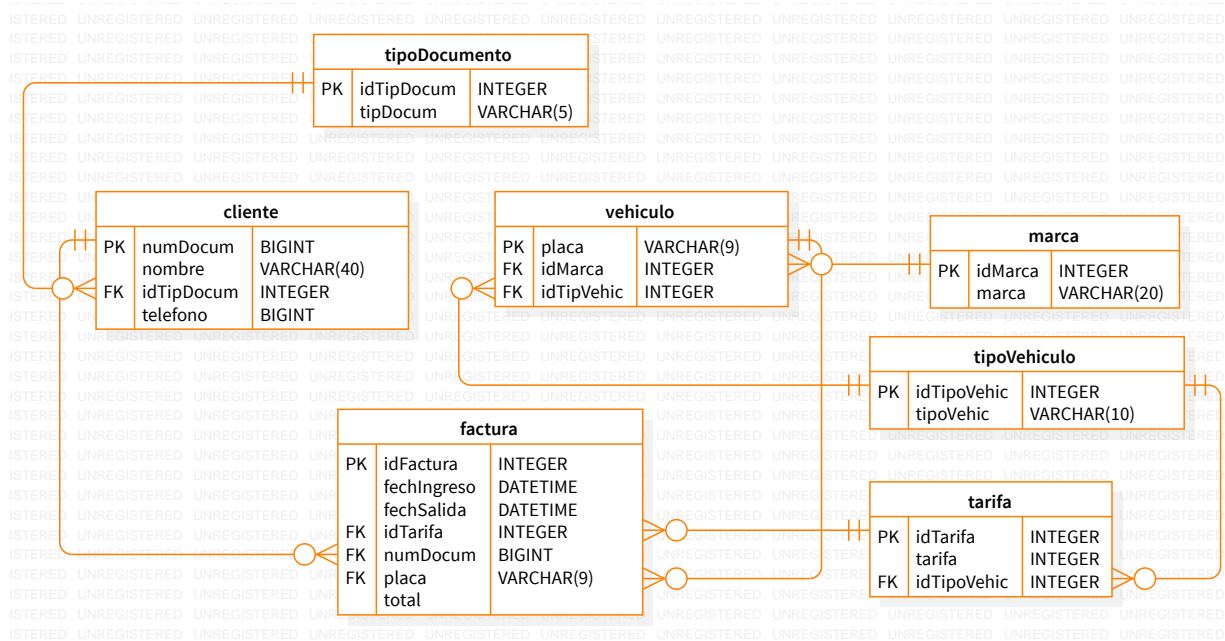 tipoDocumento
PK idTipDocum INTEGER
tipDocum VARCHAR(5)
cliente
PK numDocum BIGINT
nombre VARCHAR(40)
FK idTipDocum INTEGER
telefono BIGINT
vehiculo
PK placa VARCHAR(9)
FK idMarca INTEGER
FK idTipVehic INTEGER
marca
PK idMarca INTEGER
marca VARCHAR(20)
tipoVehiculo
PK idTipoVehic INTEGER
tipoVehic VARCHAR(10)
factura
PK idFactura INTEGER
fechIngreso DATETIME
fechSalida DATETIME
FK idTarifa INTEGER
FK numDocum BIGINT
FK placa VARCHAR(9)
total
tarifa
PK idTarifa INTEGER
tarifa INTEGER
FK idTipoVehic INTEGER
UNREGISTERED